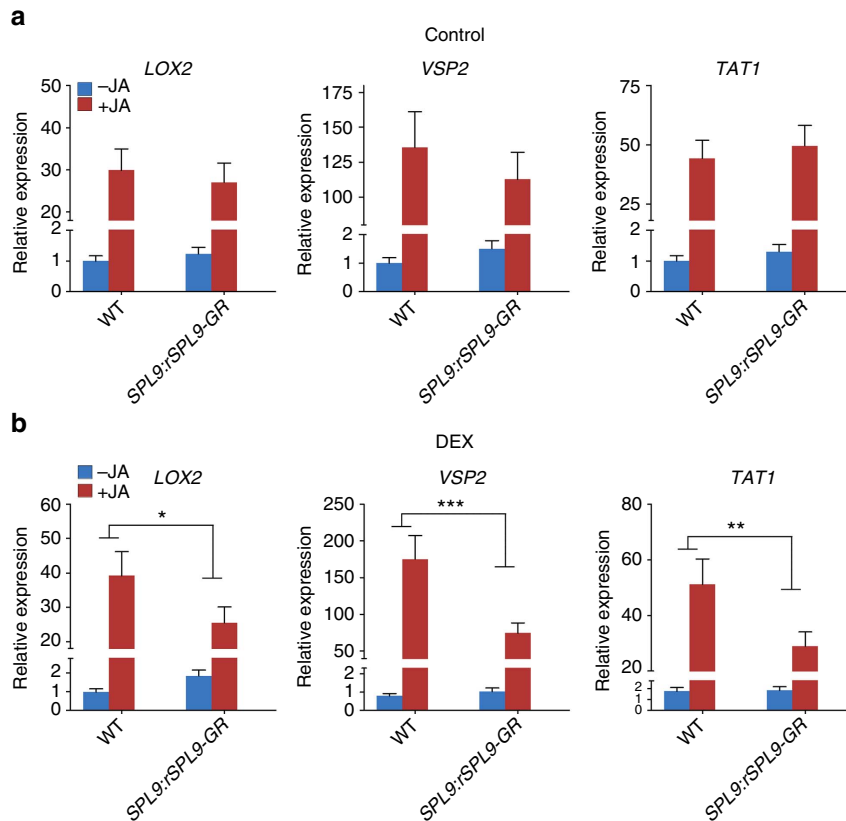 a
Control
LOX2
VSP2
TAT1
–JA
+JA
Relative expression
50
40
30
20
2
1
0
WT
SPL9:rSPL9-GR
Relative expression
175
150
125
100
2
1
0
WT
SPL9:rSPL9-GR
Relative expression
75
50
25
2
1
0
WT
SPL9:rSPL9-GR
b
DEX
LOX2
VSP2
TAT1
–JA
+JA
Relative expression
60
50
40
30
20
2
1
0
*
WT
SPL9:rSPL9-GR
Relative expression
250
200
150
100
50
2
1
0
***
WT
SPL9:rSPL9-GR
Relative expression
80
60
40
20
2
1
0
**
WT
SPL9:rSPL9-GR